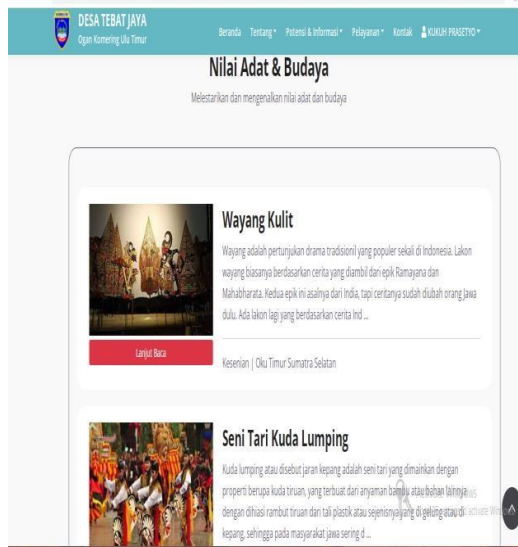 DESA TEBAT JAYA
Ogan Komering Ulu Timur
Beranda Tentang Potensi & Informasi Pelayanan Kontak KUKUH PRASETYO
Nilai Adat & Budaya
Melestarikan dan mengenalkan nilai adat dan budaya
Wayang Kulit
Wayang adalah pertunjukan drama tradisionil yang populer sekali di Indonesia. Lakon
wayang biasanya berdasarkan cerita yang diambil dari epik Ramayana dan
Mahabharata. Kedua epik ini asalnya dari India, tapi ceritanya sudah diubah orang Jawa
dulu. Ada lakon lagi yang berdasarkan cerita Ind ...
Lanjut Baca
Kesenian | Oku Timur Sumatra Selatan
Seni Tari Kuda Lumping
Kuda lumping atau disebut jaran kepang adalah seni tari yang dimainkan dengan
properti berupa kuda tiruan, yang terbuat dari anyaman bambu atau bahan lainnya
dengan dihiasi rambut tiruan dari tali plastik atau sejenisnya yang di gelung atau di
kepang, sehingga pada masyarakat jawa sering d ...